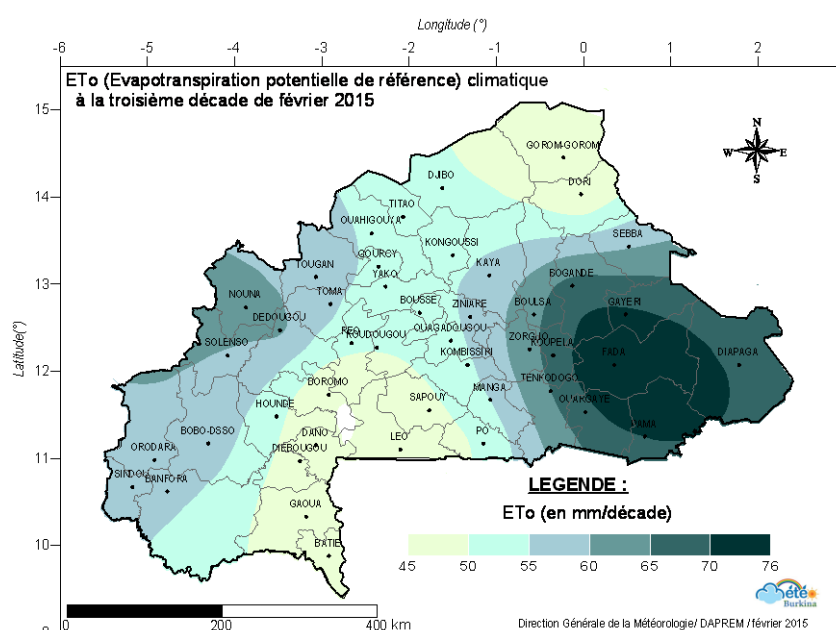 Longitude (°)
-6 -5 -4 -3 -2 -1 0 1 2
ETo (Evapotranspiration potentielle de référence) climatique
à la troisième décade de février 2015
15
14
13
12
11
10
Latitude(°)
N
W E
S
GOROM-GOROM
DJIBO
DORI
TITAO
OUAHIGOUYA
SEBBA
KONGOUSSI
GOURCY
TOUGAN
KAYA
BOGANDE
YAKO
NOUNA
TOMA
BOUSSE
ZINIARE
BOULSA
GAYERI
DEDOUGOU
REO
KOUDOUGOU
OUAGADOUGOU
ZORGHO
KOUPELA
SOLENSO
KOMBISSIRI
FADA
DIAPAGA
BOROMO
TENKODOGO
HOUNDE
SAPOUY
MANGA
OUARGAYE
PAMA
BOBO-DSSO
DANO
LEO
PO
ORODARA
DIEBOUGOU
SINDOU
BANFORA
GAOUA
BATIE
LEGENDE :
ETo (en mm/décade)
45 50 55 60 65 70 76
été
Burkina
0 200 400 km
Direction Générale de la Météorologie/ DAPREM /février 2015